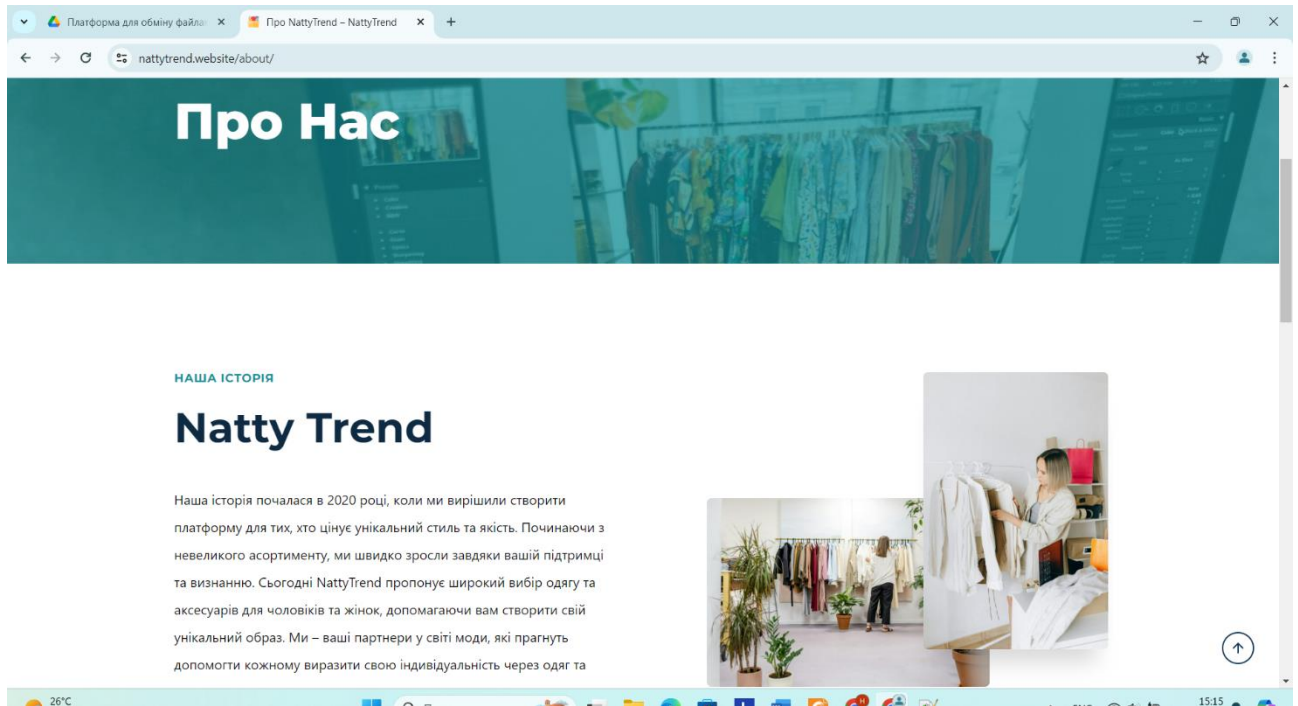 Платформа для обміну файла
Про NattyTrend – NattyTrend
nattytrend.website/about/
Про Нас
НАША ІСТОРІЯ
Natty Trend
Наша історія почалася в 2020 році, коли ми вирішили створити
платформу для тих, хто цінує унікальний стиль та якість. Починаючи з
невеликого асортименту, ми швидко зросли завдяки вашій підтримці
та визнанню. Сьогодні NattyTrend пропонує широкий вибір одягу та
аксесуарів для чоловіків та жінок, допомагаючи вам створити свій
унікальний образ. Ми – ваші партнери у світі моди, які прагнуть
допомогти кожному виразити свою індивідуальність через одяг та
26°C
15:15